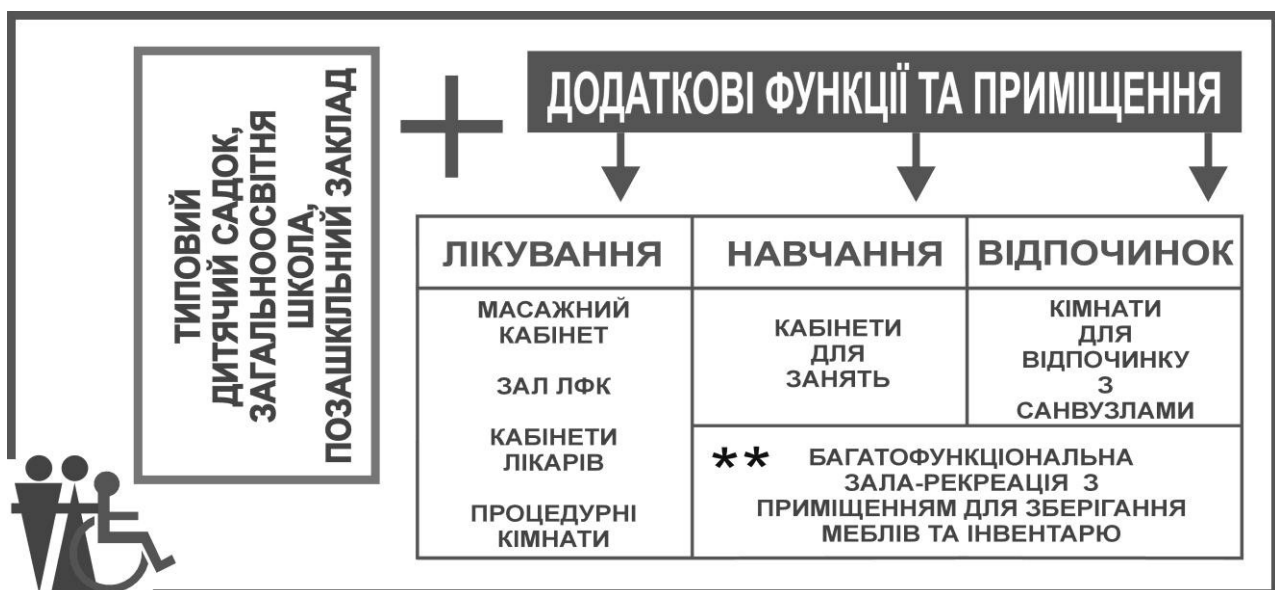 ТИПОВИЙ
ДИТЯЧИЙ САДОК,
ЗАГАЛЬНООСВІТНЯ
ШКОЛА,
ПОЗАШКІЛЬНИЙ ЗАКЛАД
ДОДАТКОВІ ФУНКЦІЇ ТА ПРИМІЩЕННЯ
ЛІКУВАННЯ
МАСАЖНИЙ
КАБІНЕТ
ЗАЛ ЛФК
КАБІНЕТИ
ЛІКАРІВ
ПРОЦЕДУРНІ
КІМНАТИ
НАВЧАННЯ
КАБІНЕТИ
ДЛЯ
ЗАНЯТЬ
ВІДПОЧИНОК
КІМНАТИ
ДЛЯ
ВІДПОЧИНКУ
З
САНВУЗЛАМИ
** БАГАТОФУНКЦІОНАЛЬНА
ЗАЛА-РЕКРЕАЦІЯ З
ПРИМІЩЕННЯМ ДЛЯ ЗБЕРІГАННЯ
МЕБЛІВ ТА ІНВЕНТАРЮ